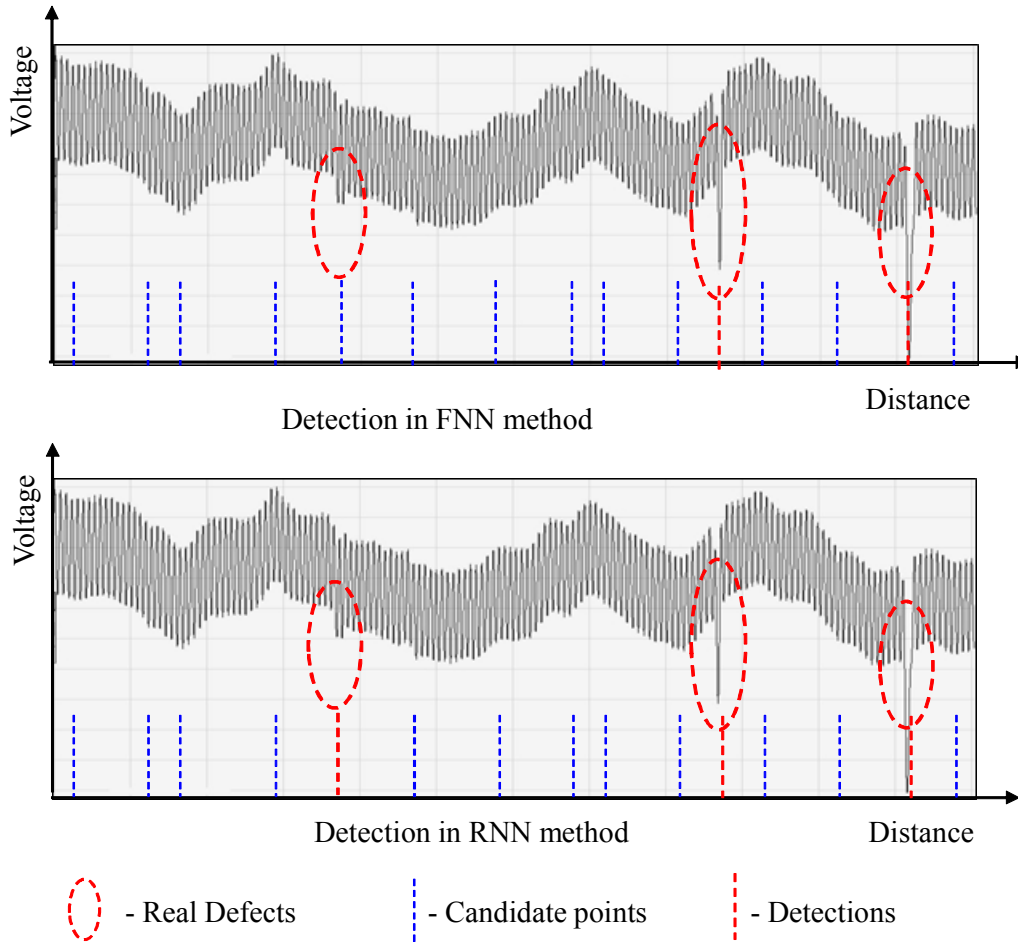 Voltage
Distance
Detection in FNN method
Voltage
Detection in RNN method
Distance
- Real Defects
- Candidate points
- Detections